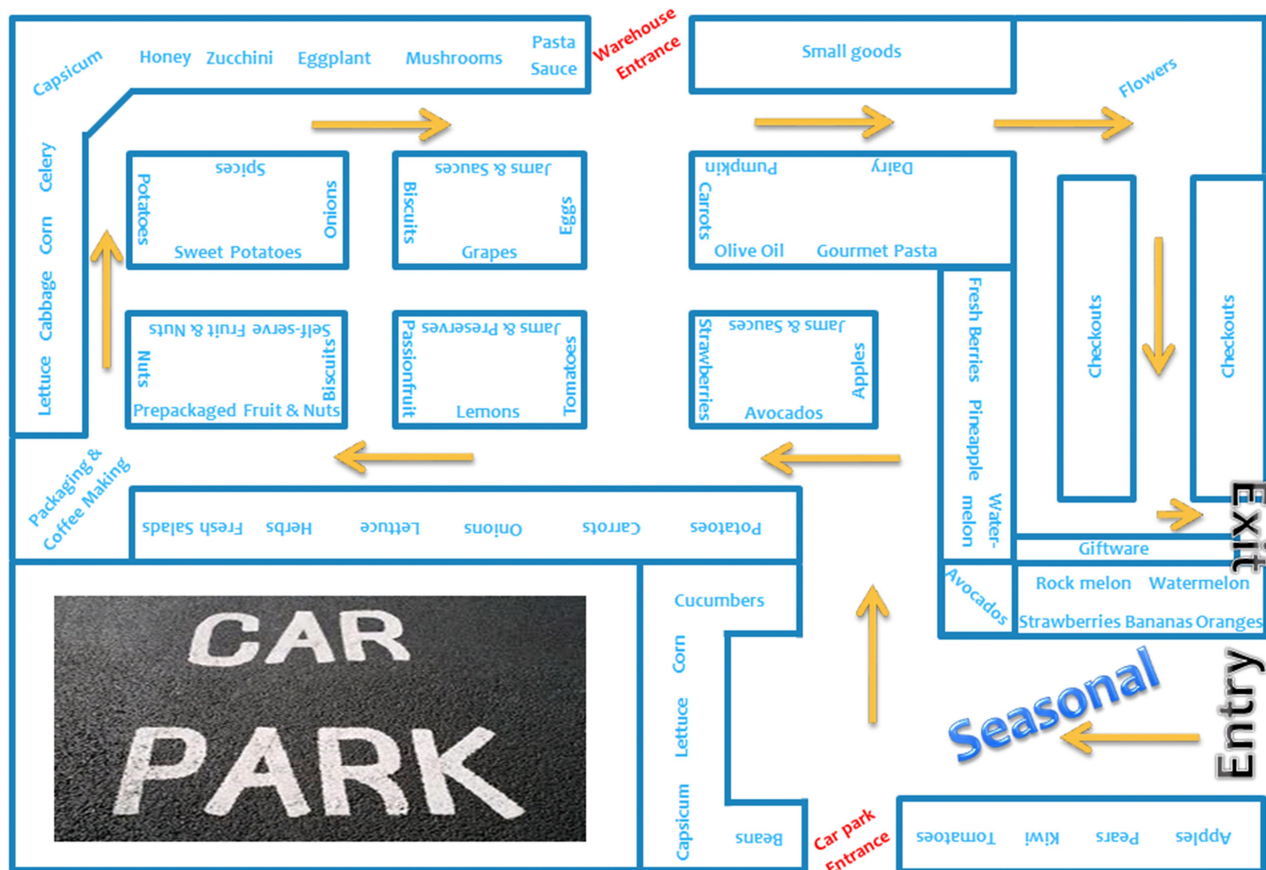 Capsicum
Honey
Zucchini
Eggplant
Mushrooms
Pasta
Sauce
Warehouse
Entrance
Small goods
Flowers
Celery
Corn
Cabbage
Lettuce
Spices
Potatoes
Onions
Sweet Potatoes
Jams & Sauces
Biscuits
Eggs
Grapes
Pumpkin
Dairy
Carrots
Olive Oil
Gourmet Pasta
Self-serve Fruit & Nuts
Nuts
Biscuits
Prepackaged Fruit & Nuts
Jams & Preserves
Passionfruit
Tomatoes
Lemons
Jams & Sauces
Strawberries
Apples
Avocados
Fresh Berries
Pineapple
Water-
melon
Checkouts
Checkouts
Packaging &
Coffee Making
Fresh Salads
Herbs
Lettuce
Onions
Carrots
Potatoes
Exit
Giftware
Avocados
Rock melon
Watermelon
Strawberries
Bananas
Oranges
CAR
PARK
Cucumbers
Corn
Lettuce
Capsicum
Beans
Seasonal
Entry
Car park
Entrance
Tomatoes
Kiwi
Pears
Apples